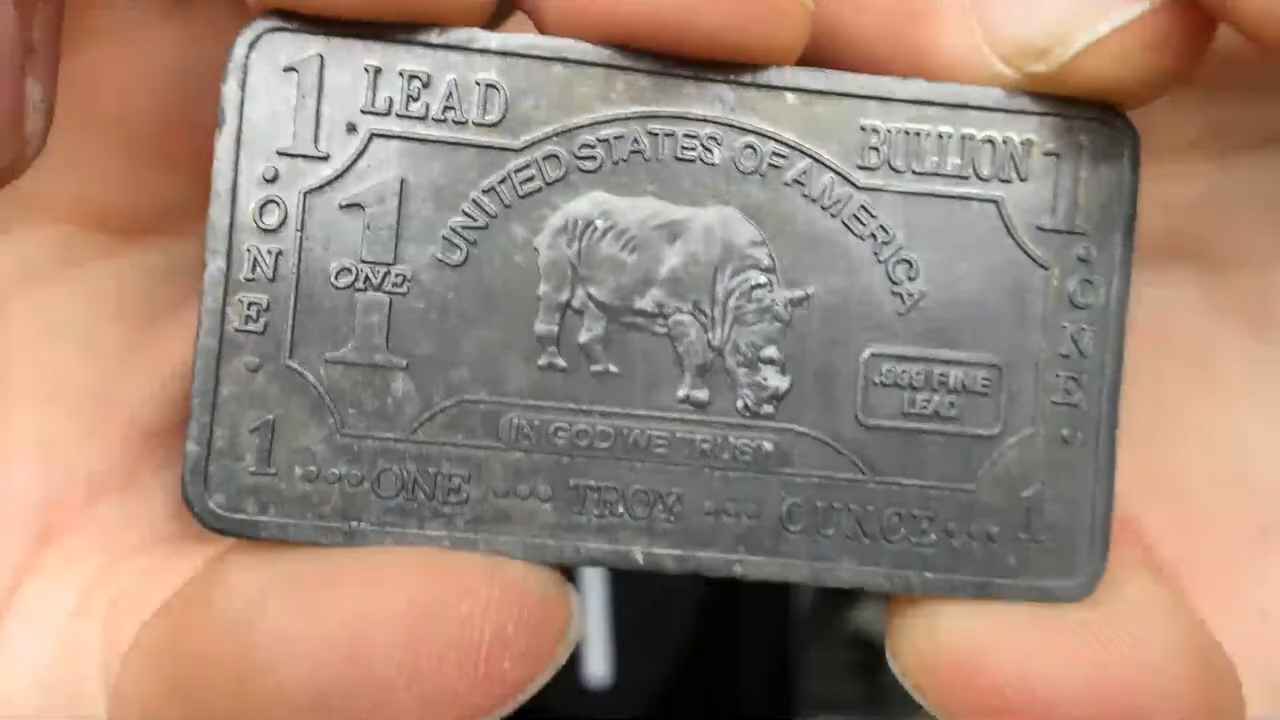 1 LEAD BULLION 1
UNITED STATES OF AMERICA
1
ONE
· ONE ·
· ONE ·
.999 FINE
LEAD
IN GOD WE TRUST
1 ...ONE ... TROY ... OUNCE... 1